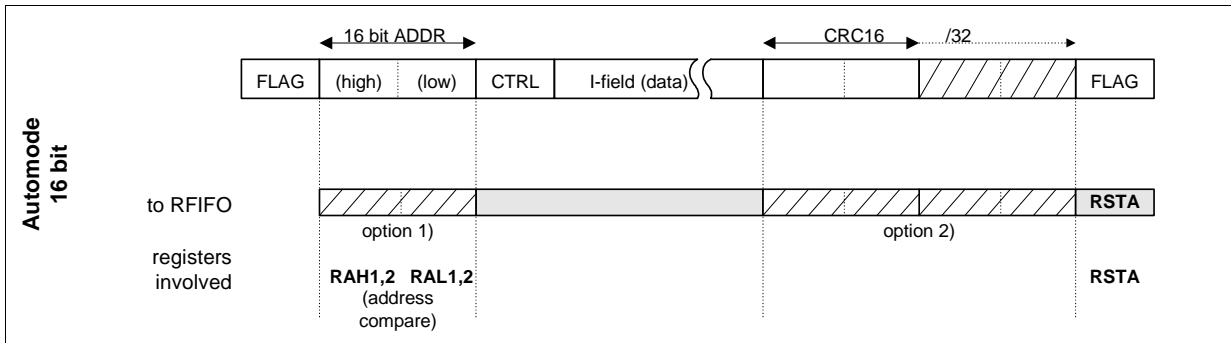 16 bit ADDR CRC16 /32
FLAG (high) (low) CTRL I-field (data) FLAG
Automode
16 bit
to RFIFO RSTA
option 1) option 2)
registers
involved RAH1,2 RAL1,2 RSTA
(address
compare)